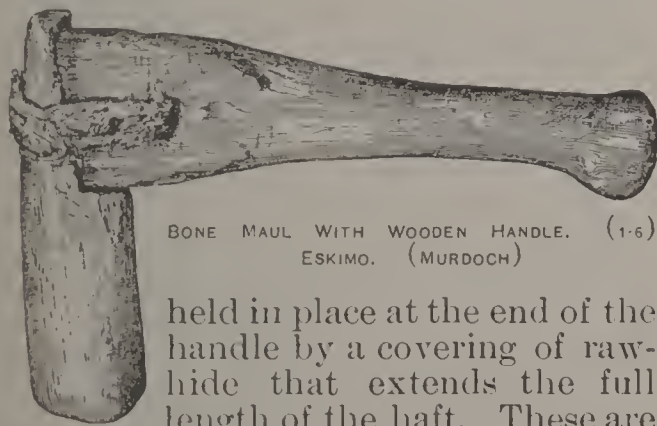 BONE MAUL WITH WOODEN HANDLE. (1-6)
ESKIMO. (MURDOCH)
held in place at the end of the
handle by a covering of raw-
hide that extends the full
length of the haft. These are